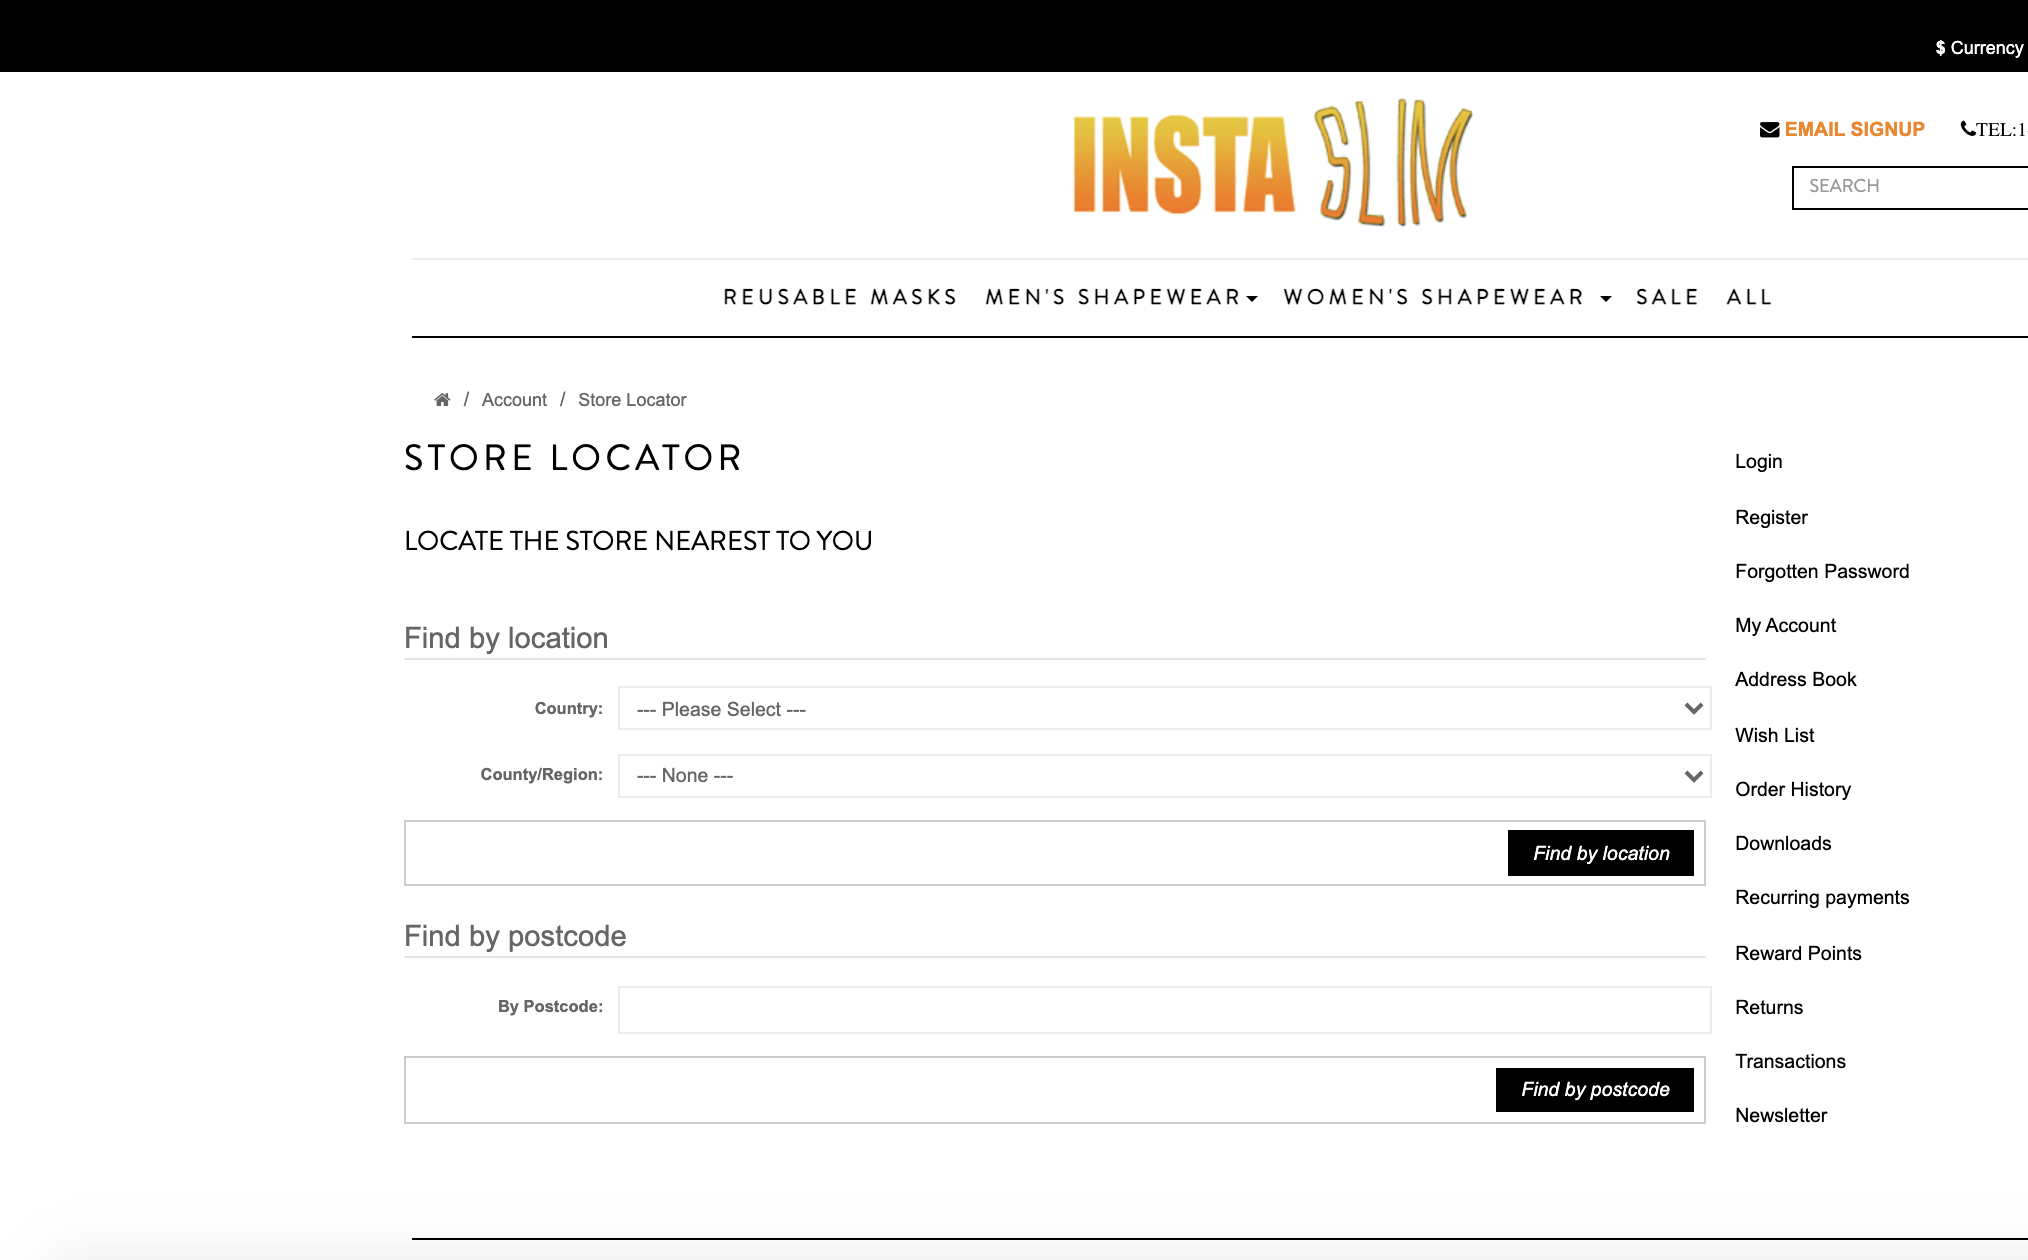 $ Currency
INSTA SLIM
EMAIL SIGNUP TEL:1
SEARCH
REUSABLE MASKS MEN'S SHAPEWEAR WOMEN'S SHAPEWEAR SALE ALL
/ Account / Store Locator
STORE LOCATOR
LOCATE THE STORE NEAREST TO YOU
Find by location
Country: --- Please Select ---
County/Region: --- None ---
Find by location
Find by postcode
By Postcode:
Find by postcode
Login
Register
Forgotten Password
My Account
Address Book
Wish List
Order History
Downloads
Recurring payments
Reward Points
Returns
Transactions
Newsletter